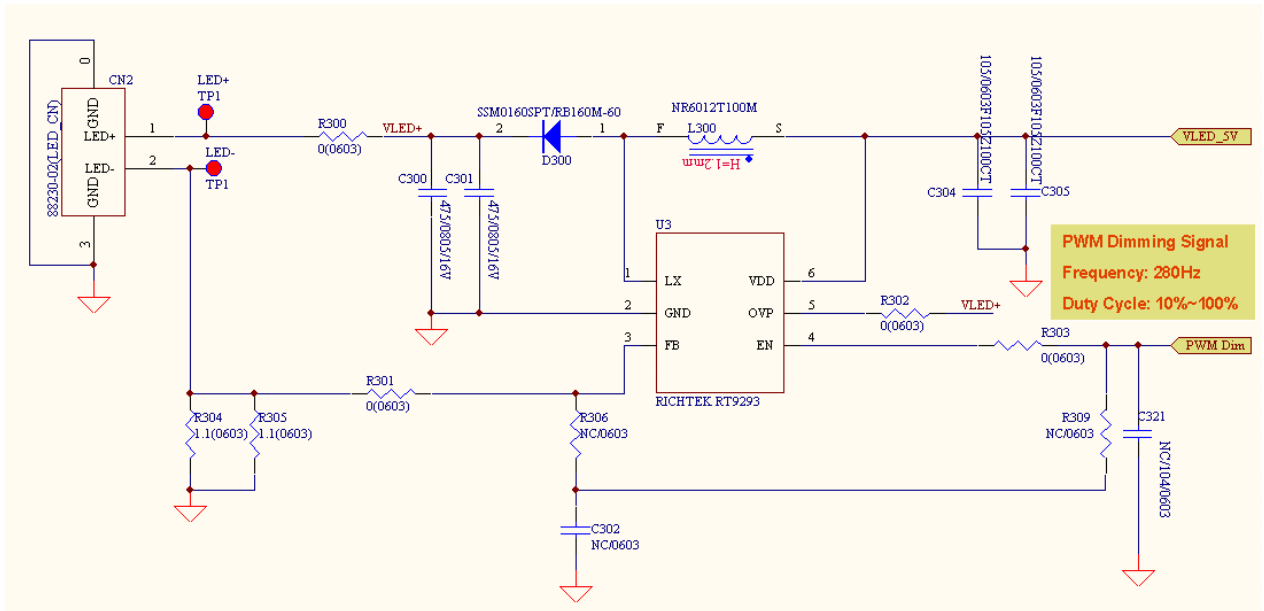 CN2
0
GND
LED+
LED-
GND
3
88230-02(LED_CN)
1
2
LED+
TP1
LED-
TP1
R300
0(0603)
VLED+
C300
475/0805/16V
C301
475/0805/16V
SSM0160SPT/RB160M-60
2
1
D300
NR6012T100M
F
L300
S
H=1.2mm
105/0603F105Z100CT
105/0603F105Z100CT
C304
C305
VLED_5V
PWM Dimming Signal
Frequency: 280Hz
Duty Cycle: 10%~100%
U3
1
LX
VDD
6
2
GND
OVP
5
3
FB
EN
4
RICHTEK RT9293
R302
0(0603)
VLED+
R303
0(0603)
PWM Dim
R301
0(0603)
R304
1.1(0603)
R305
1.1(0603)
R306
NC/0603
R309
NC/0603
C321
NC/104/0603
C302
NC/0603